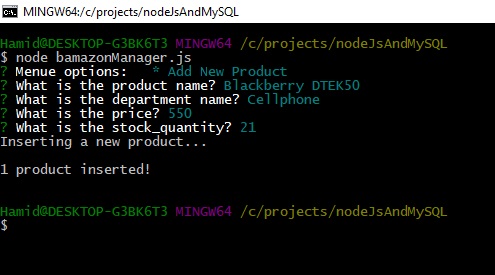 MINGW64:/c/projects/nodeJsAndMySQL
Hamid@DESKTOP-G3BK6T3 MINGW64 /c/projects/nodeJsAndMySQL
$ node bamazonManager.js
? Menue options:   * Add New Product
? What is the product name? Blackberry DTEK50
? What is the department name? Cellphone
? What is the price? 550
? What is the stock_quantity? 21
Inserting a new product...
1 product inserted!
Hamid@DESKTOP-G3BK6T3 MINGW64 /c/projects/nodeJsAndMySQL
$